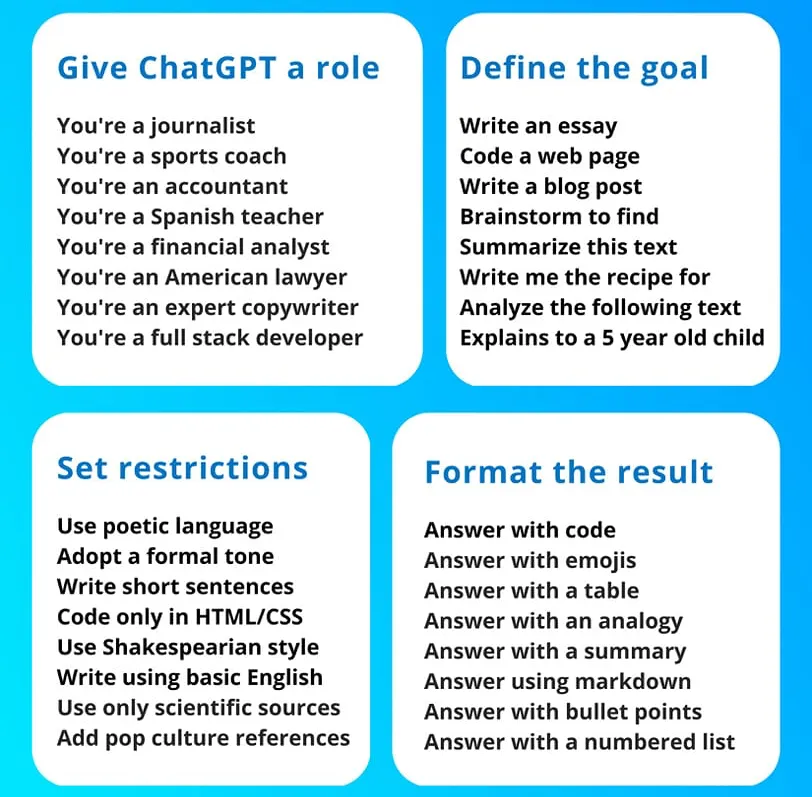 Give ChatGPT a role
You're a journalist
You're a sports coach
You're an accountant
You're a Spanish teacher
You're a financial analyst
You're an American lawyer
You're an expert copywriter
You're a full stack developer
Define the goal
Write an essay
Code a web page
Write a blog post
Brainstorm to find
Summarize this text
Write me the recipe for
Analyze the following text
Explains to a 5 year old child
Set restrictions
Use poetic language
Adopt a formal tone
Write short sentences
Code only in HTML/CSS
Use Shakespearian style
Write using basic English
Use only scientific sources
Add pop culture references
Format the result
Answer with code
Answer with emojis
Answer with a table
Answer with an analogy
Answer with a summary
Answer using markdown
Answer with bullet points
Answer with a numbered list